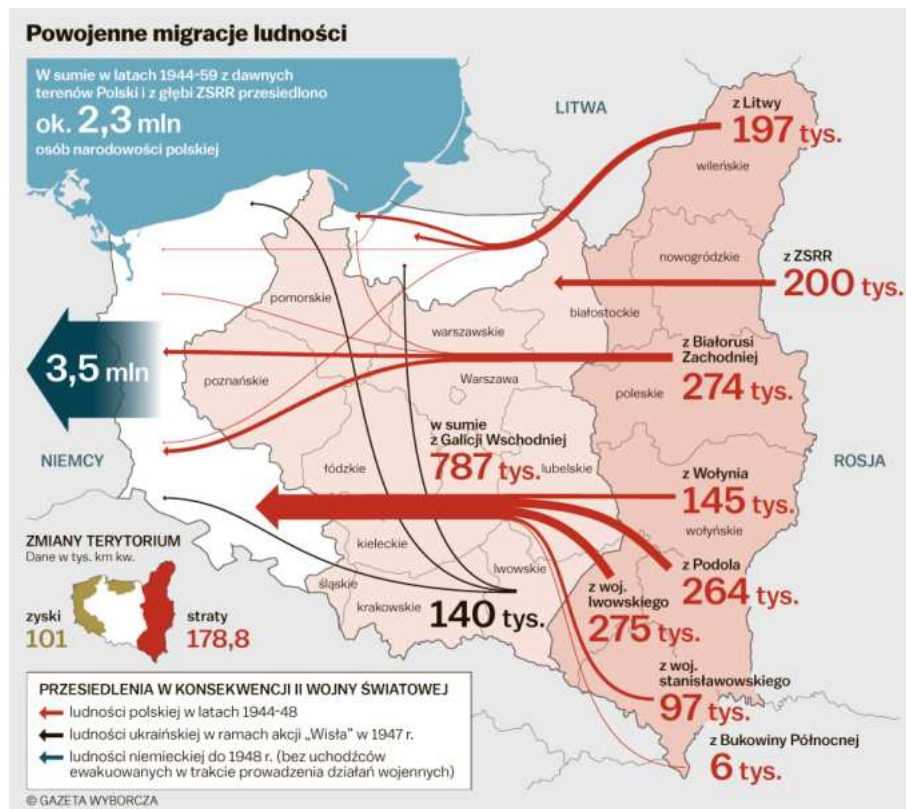 Powojenne migracje ludności
W sumie w latach 1944-59 z dawnych
terenów Polski i z głębi ZSRR przesiedlono
ok. 2,3 mln
osób narodowości polskiej
LITWA
z Litwy
197 tys.
wileńskie
nowogródzkie
z ZSRR
200 tys.
pomorskie
białostockie
warszawskie
3,5 mln
poznańskie
Warszawa
z Białorusi
Zachodniej
274 tys.
poleskie
NIEMCY
w sumie
z Galicji Wschodniej
787 tys.
łódzkie
lubelskie
ROSJA
z Wołynia
145 tys.
wołyńskie
ZMIANY TERYTORIUM
Dane w tys. km kw.
kieleckie
lwowskie
śląskie
krakowskie
140 tys.
z Podola
264 tys.
z woj.
lwowskiego
275 tys.
zyski
101
straty
178,8
z woj.
stanisławowskiego
97 tys.
z Bukowiny Północnej
6 tys.
PRZESIEDLENIA W KONSEKWENCJI II WOJNY ŚWIATOWEJ
ludności polskiej w latach 1944-48
ludności ukraińskiej w ramach akcji „Wisła” w 1947 r.
ludności niemieckiej do 1948 r. (bez uchodźców
ewakuowanych w trakcie prowadzenia działań wojennych)
© GAZETA WYBORCZA